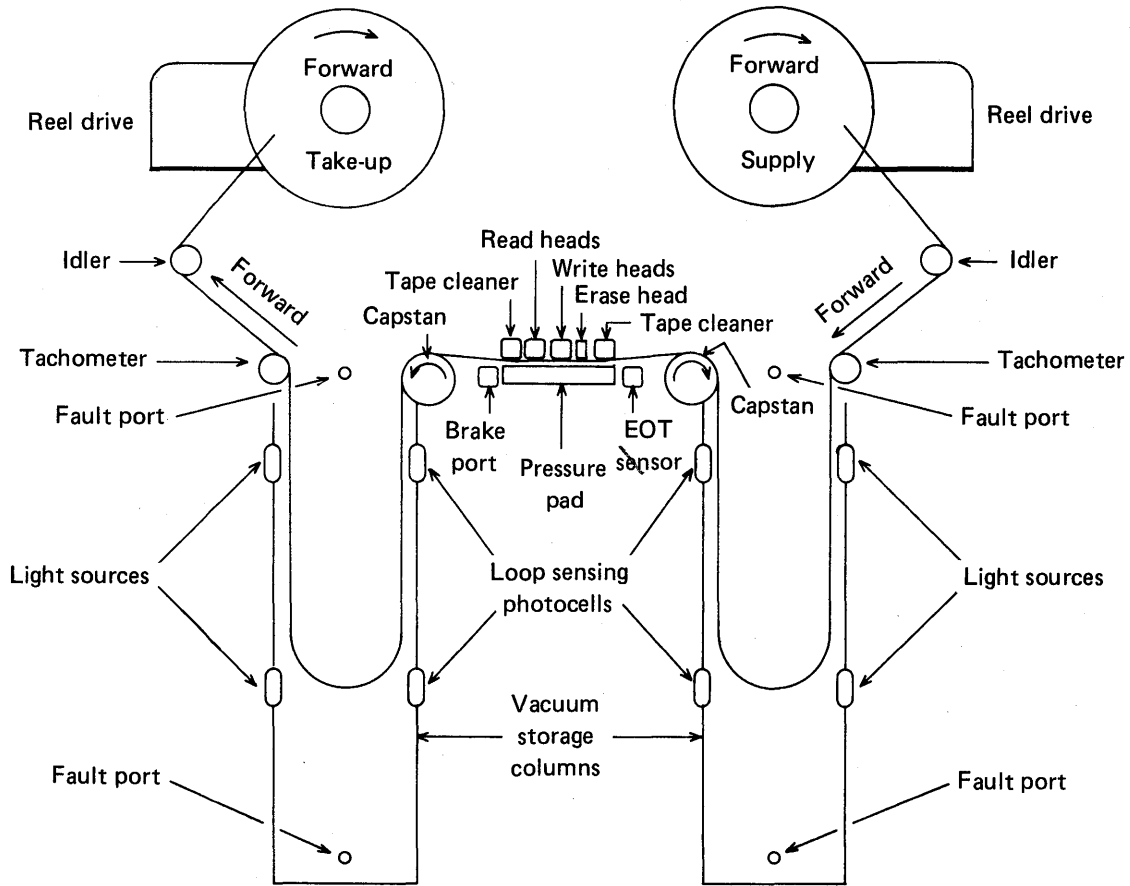 Forward
Take-up
Reel drive
Forward
Supply
Reel drive
Idler
Forward
Read heads
Write heads
Erase head
Tape cleaner
Capstan
Tape cleaner
Forward
Idler
Tachometer
Tachometer
Fault port
Capstan
Fault port
Brake
port
EOT
sensor
Pressure
pad
Light sources
Loop sensing
photocells
Light sources
Vacuum
storage
columns
Fault port
Fault port